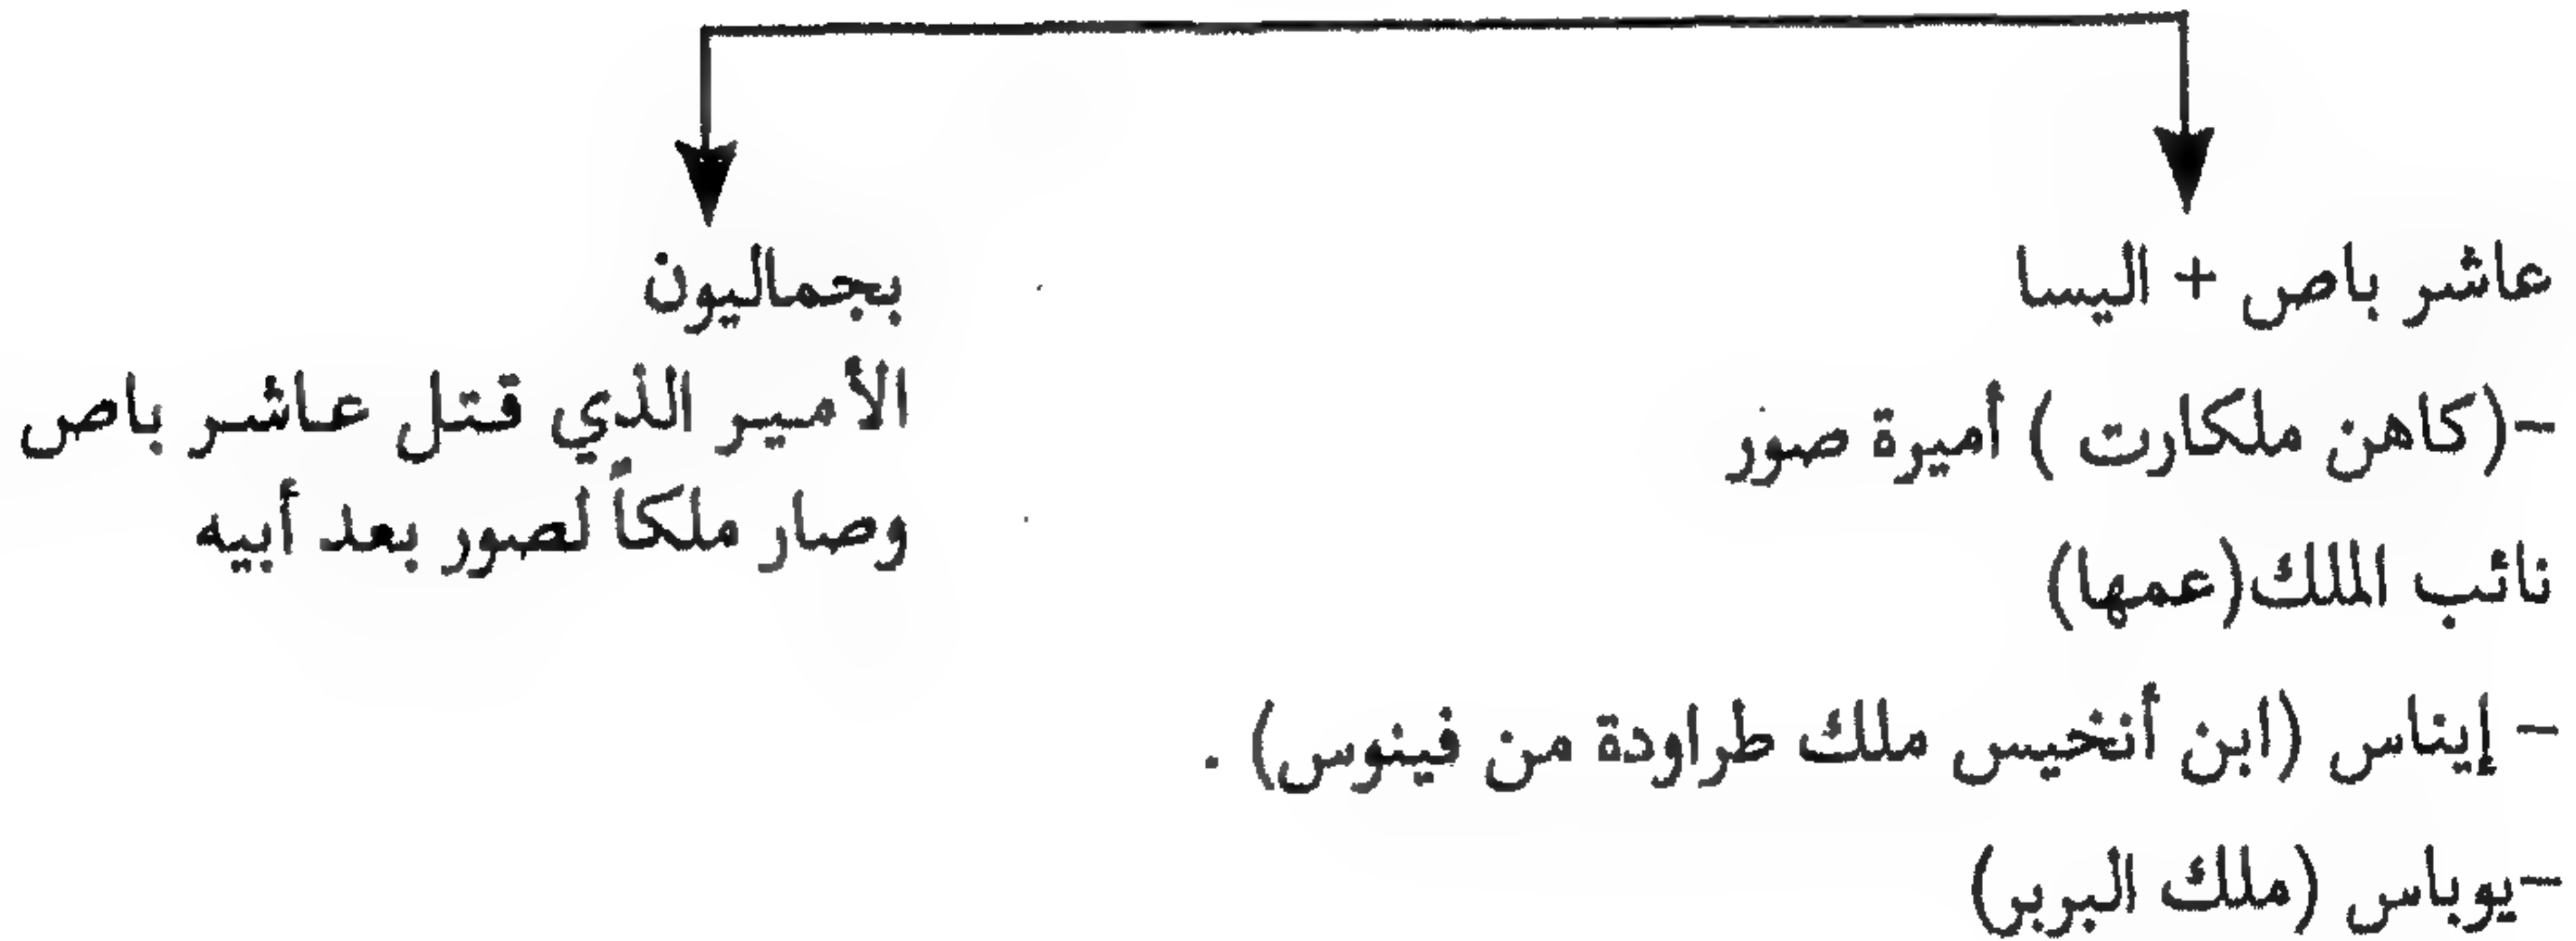 عاشر باص + اليسا
-(كاهن ملكارت ) أميرة صور
نائب الملك(عمها)
- إيناس (ابن أنخيس ملك طراودة من فينوس) .
-يوباس (ملك البربر)
بجماليون
الأمير الذي قتل عاشر باص
وصار ملكاً لصور بعد أبيه